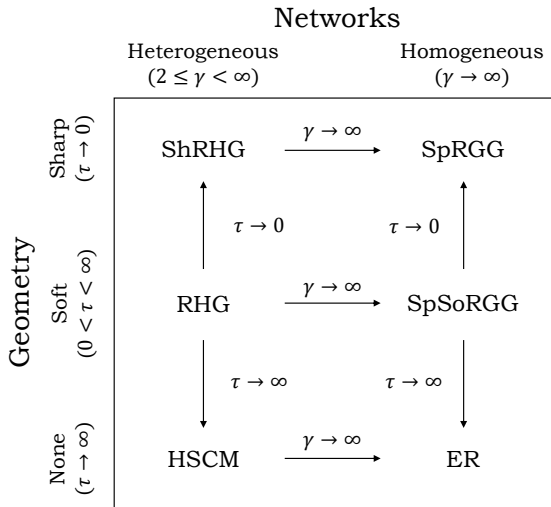 Networks
Heterogeneous
(2 ≤ γ < ∞)
Homogeneous
(γ → ∞)
Geometry
Sharp
(τ → 0)
ShRHG
γ → ∞
SpRGG
τ → 0
τ → 0
Soft
(0 < τ < ∞)
RHG
γ → ∞
SpSoRGG
τ → ∞
τ → ∞
None
(τ → ∞)
HSCM
γ → ∞
ER